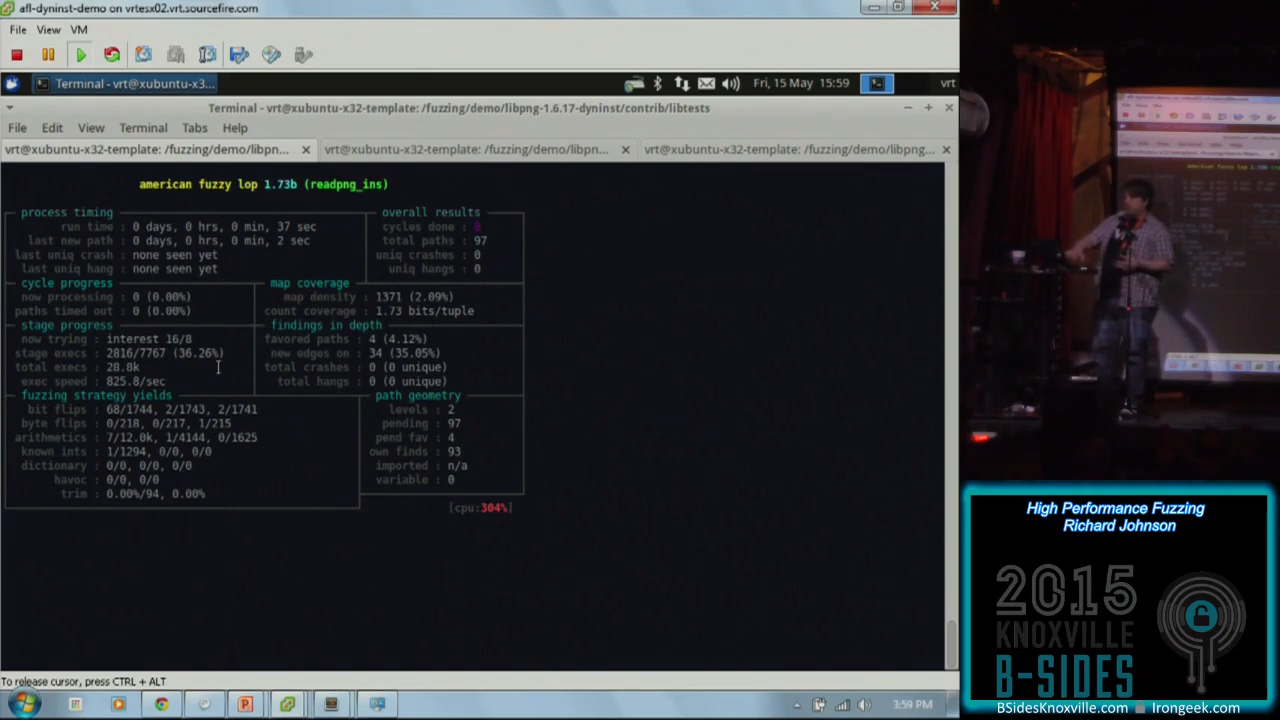 afl-dyninst-demo on vrtesx02.vrt.sourcefire.com
File View VM
Terminal - vrt@xubuntu-x3...
Fri, 15 May 15:59
vrt
Terminal - vrt@xubuntu-x32-template: /fuzzing/demo/libpng-1.6.17-dyninst/contrib/libtests
File Edit View Terminal Tabs Help
vrt@xubuntu-x32-template: /fuzzing/demo/libpn...
vrt@xubuntu-x32-template: /fuzzing/demo/libpn...
vrt@xubuntu-x32-template: /fuzzing/demo/libpng...
american fuzzy lop 1.73b (readpng_ins)
process timing
run time : 0 days, 0 hrs, 0 min, 37 sec
last new path : 0 days, 0 hrs, 0 min, 2 sec
last uniq crash : none seen yet
last uniq hang : none seen yet
overall results
cycles done : 0
total paths : 97
uniq crashes : 0
uniq hangs : 0
cycle progress
now processing : 0 (0.00%)
paths timed out : 0 (0.00%)
map coverage
map density : 1371 (2.09%)
count coverage : 1.73 bits/tuple
stage progress
now trying : interest 16/8
stage execs : 2816/7767 (36.26%)
total execs : 28.8k
exec speed : 825.8/sec
findings in depth
favored paths : 4 (4.12%)
new edges on : 34 (35.05%)
total crashes : 0 (0 unique)
total hangs : 0 (0 unique)
fuzzing strategy yields
bit flips : 68/1744, 2/1743, 2/1741
byte flips : 0/218, 0/217, 1/215
arithmetics : 7/12.0k, 1/4144, 0/1625
known ints : 1/1294, 0/0, 0/0
dictionary : 0/0, 0/0, 0/0
havoc : 0/0, 0/0
trim : 0.00%/94, 0.00%
path geometry
levels : 2
pending : 97
pend fav : 4
own finds : 93
imported : n/a
variable : 0
[cpu:304%]
To release cursor, press CTRL + ALT
3:59 PM
High Performance Fuzzing
Richard Johnson
2015
KNOXVILLE
B-SIDES
BSidesKnoxville.com Irongeek.com